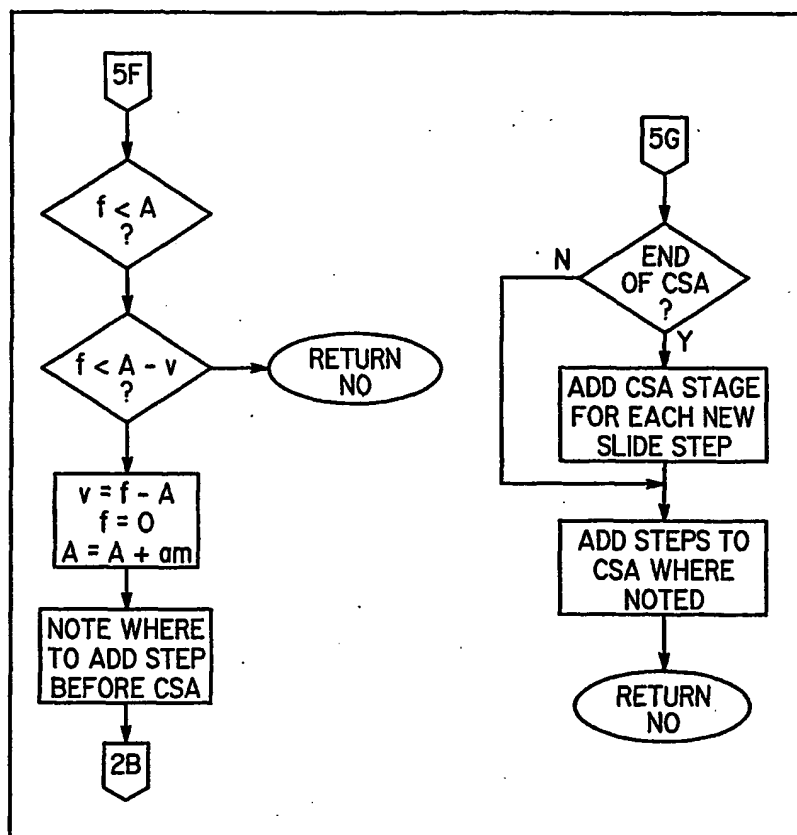 5F
f < A
?
f < A - v
?
RETURN
NO
v = f - A
f = 0
A = A + am
NOTE WHERE
TO ADD STEP
BEFORE CSA
2B
5G
N
END
OF CSA
?
Y
ADD CSA STAGE
FOR EACH NEW
SLIDE STEP
ADD STEPS TO
CSA WHERE
NOTED
RETURN
NO